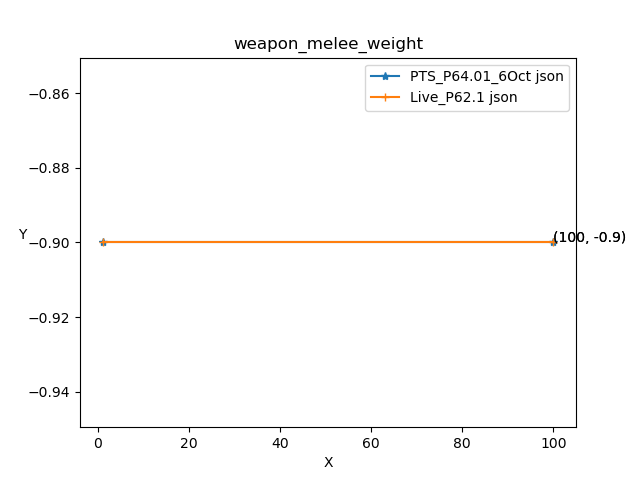 weapon_melee_weight
PTS_P64.01_6Oct json
Live_P62.1 json
−0.86
−0.88
Y
−0.90
(100, -0.9)
−0.92
−0.94
0 20 40 60 80 100
X